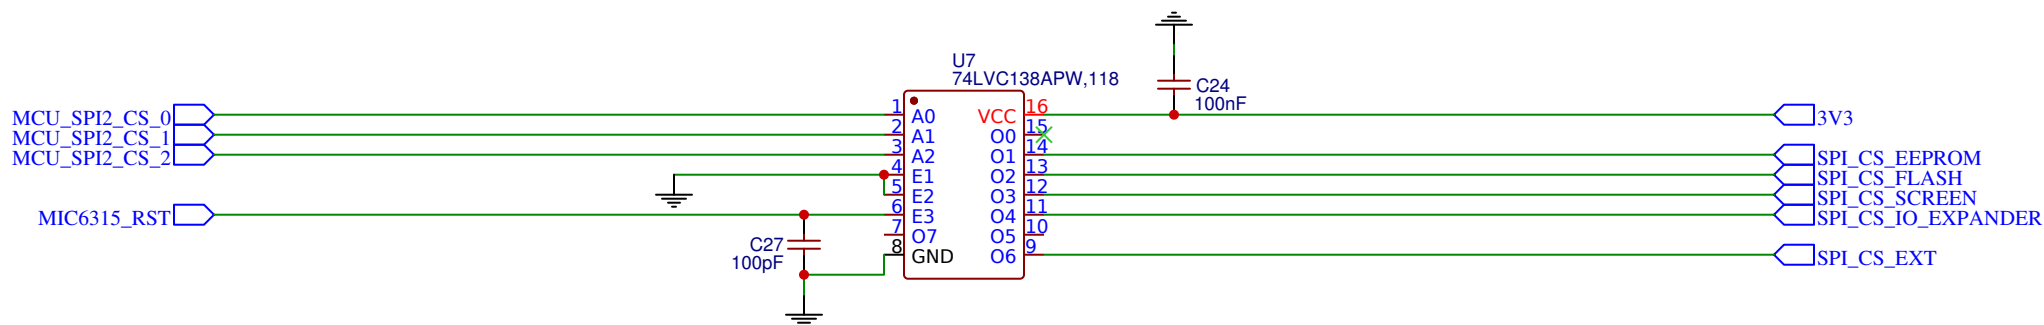 U7
74LVC138APW,118
C24
100nF
MCU_SPI2_CS_0
MCU_SPI2_CS_1
MCU_SPI2_CS_2
MIC6315_RST
1 A0
2 A1
3 A2
4 E1
5 E2
6 E3
7 O7
8 GND
VCC 16
O0 15
O1 14
O2 13
O3 12
O4 11
O5 10
O6 9
C27
100pF
3V3
SPI_CS_EEPROM
SPI_CS_FLASH
SPI_CS_SCREEN
SPI_CS_IO_EXPANDER
SPI_CS_EXT